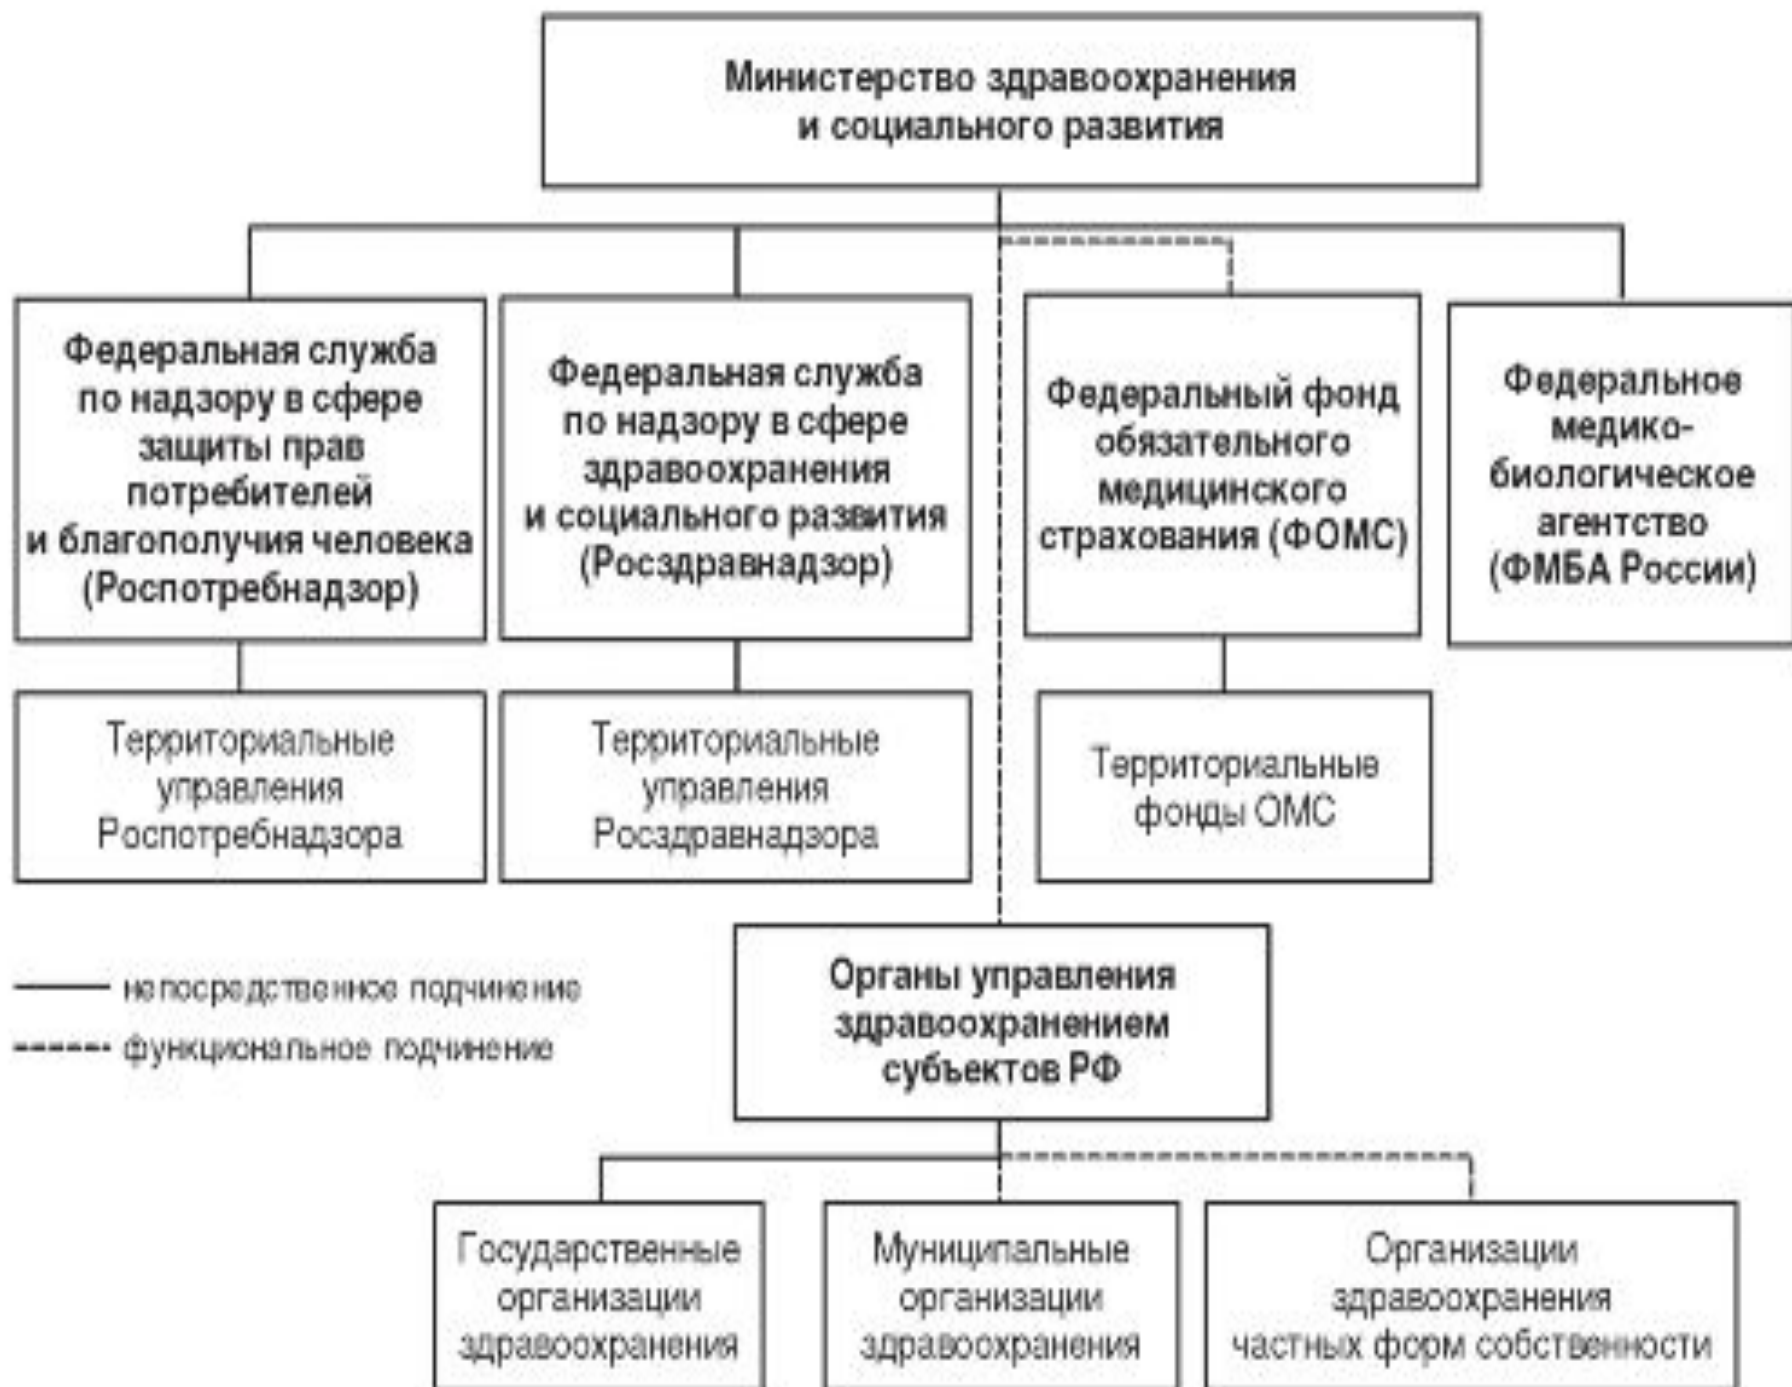 Министерство здравоохранения
и социального развития
Федеральная служба
по надзору в сфере
защиты прав
потребителей
и благополучия человека
(Роспотребнадзор)
Федеральная служба
по надзору в сфере
здравоохранения
и социального развития
(Росздравнадзор)
Федеральный фонд
обязательного
медицинского
страхования (ФОМС)
Федеральное
медико-
биологическое
агентство
(ФМБА России)
Территориальные
управления
Роспотребнадзора
Территориальные
управления
Росздравнадзора
Территориальные
фонды ОМС
непосредственное подчинение
функциональное подчинение
Органы управления
здравоохранением
субъектов РФ
Государственные
организации
здравоохранения
Муниципальные
организации
здравоохранения
Организации
здравоохранения
частных форм собственности